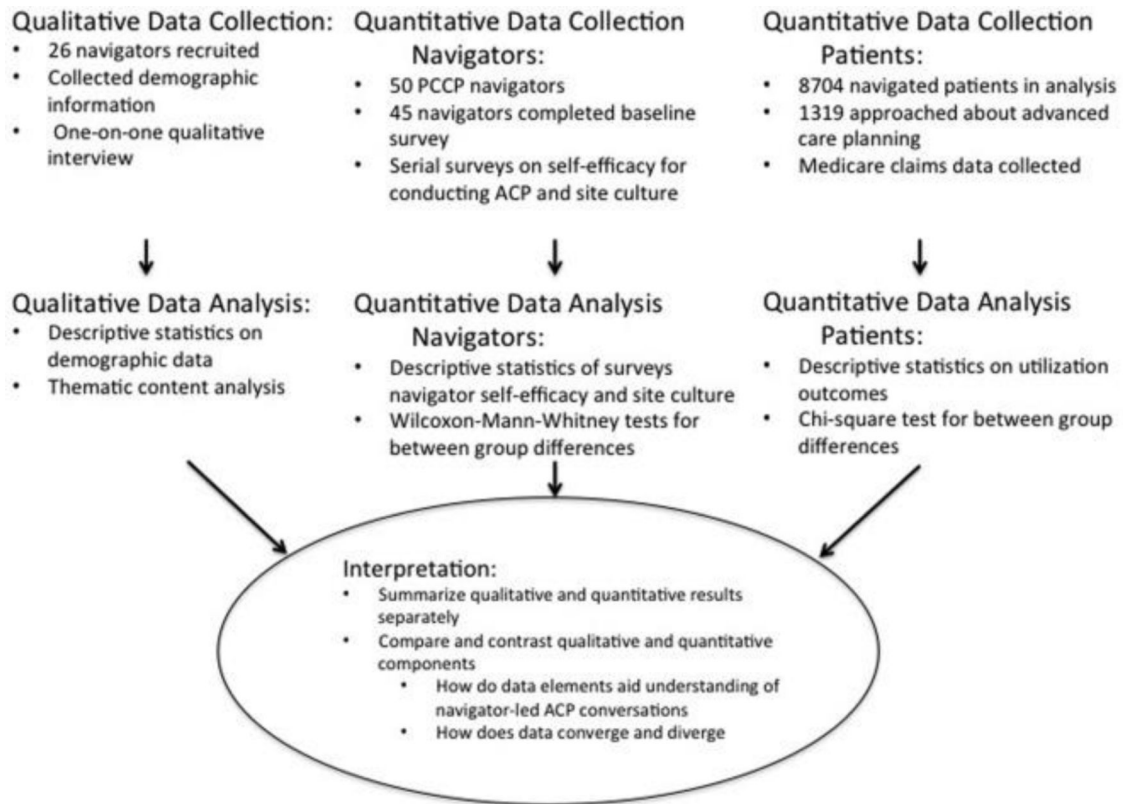 Qualitative Data Collection:
• 26 navigators recruited
• Collected demographic
information
• One-on-one qualitative
interview
Quantitative Data Collection
Navigators:
• 50 PCCP navigators
• 45 navigators completed baseline
survey
• Serial surveys on self-efficacy for
conducting ACP and site culture
Quantitative Data Collection
Patients:
• 8704 navigated patients in analysis
• 1319 approached about advanced
care planning
• Medicare claims data collected
Qualitative Data Analysis:
• Descriptive statistics on
demographic data
• Thematic content analysis
Quantitative Data Analysis
Navigators:
• Descriptive statistics of surveys
navigator self-efficacy and site culture
• Wilcoxon-Mann-Whitney tests for
between group differences
Quantitative Data Analysis
Patients:
• Descriptive statistics on utilization
outcomes
• Chi-square test for between group
differences
Interpretation:
• Summarize qualitative and quantitative results
separately
• Compare and contrast qualitative and quantitative
components
• How do data elements aid understanding of
navigator-led ACP conversations
• How does data converge and diverge